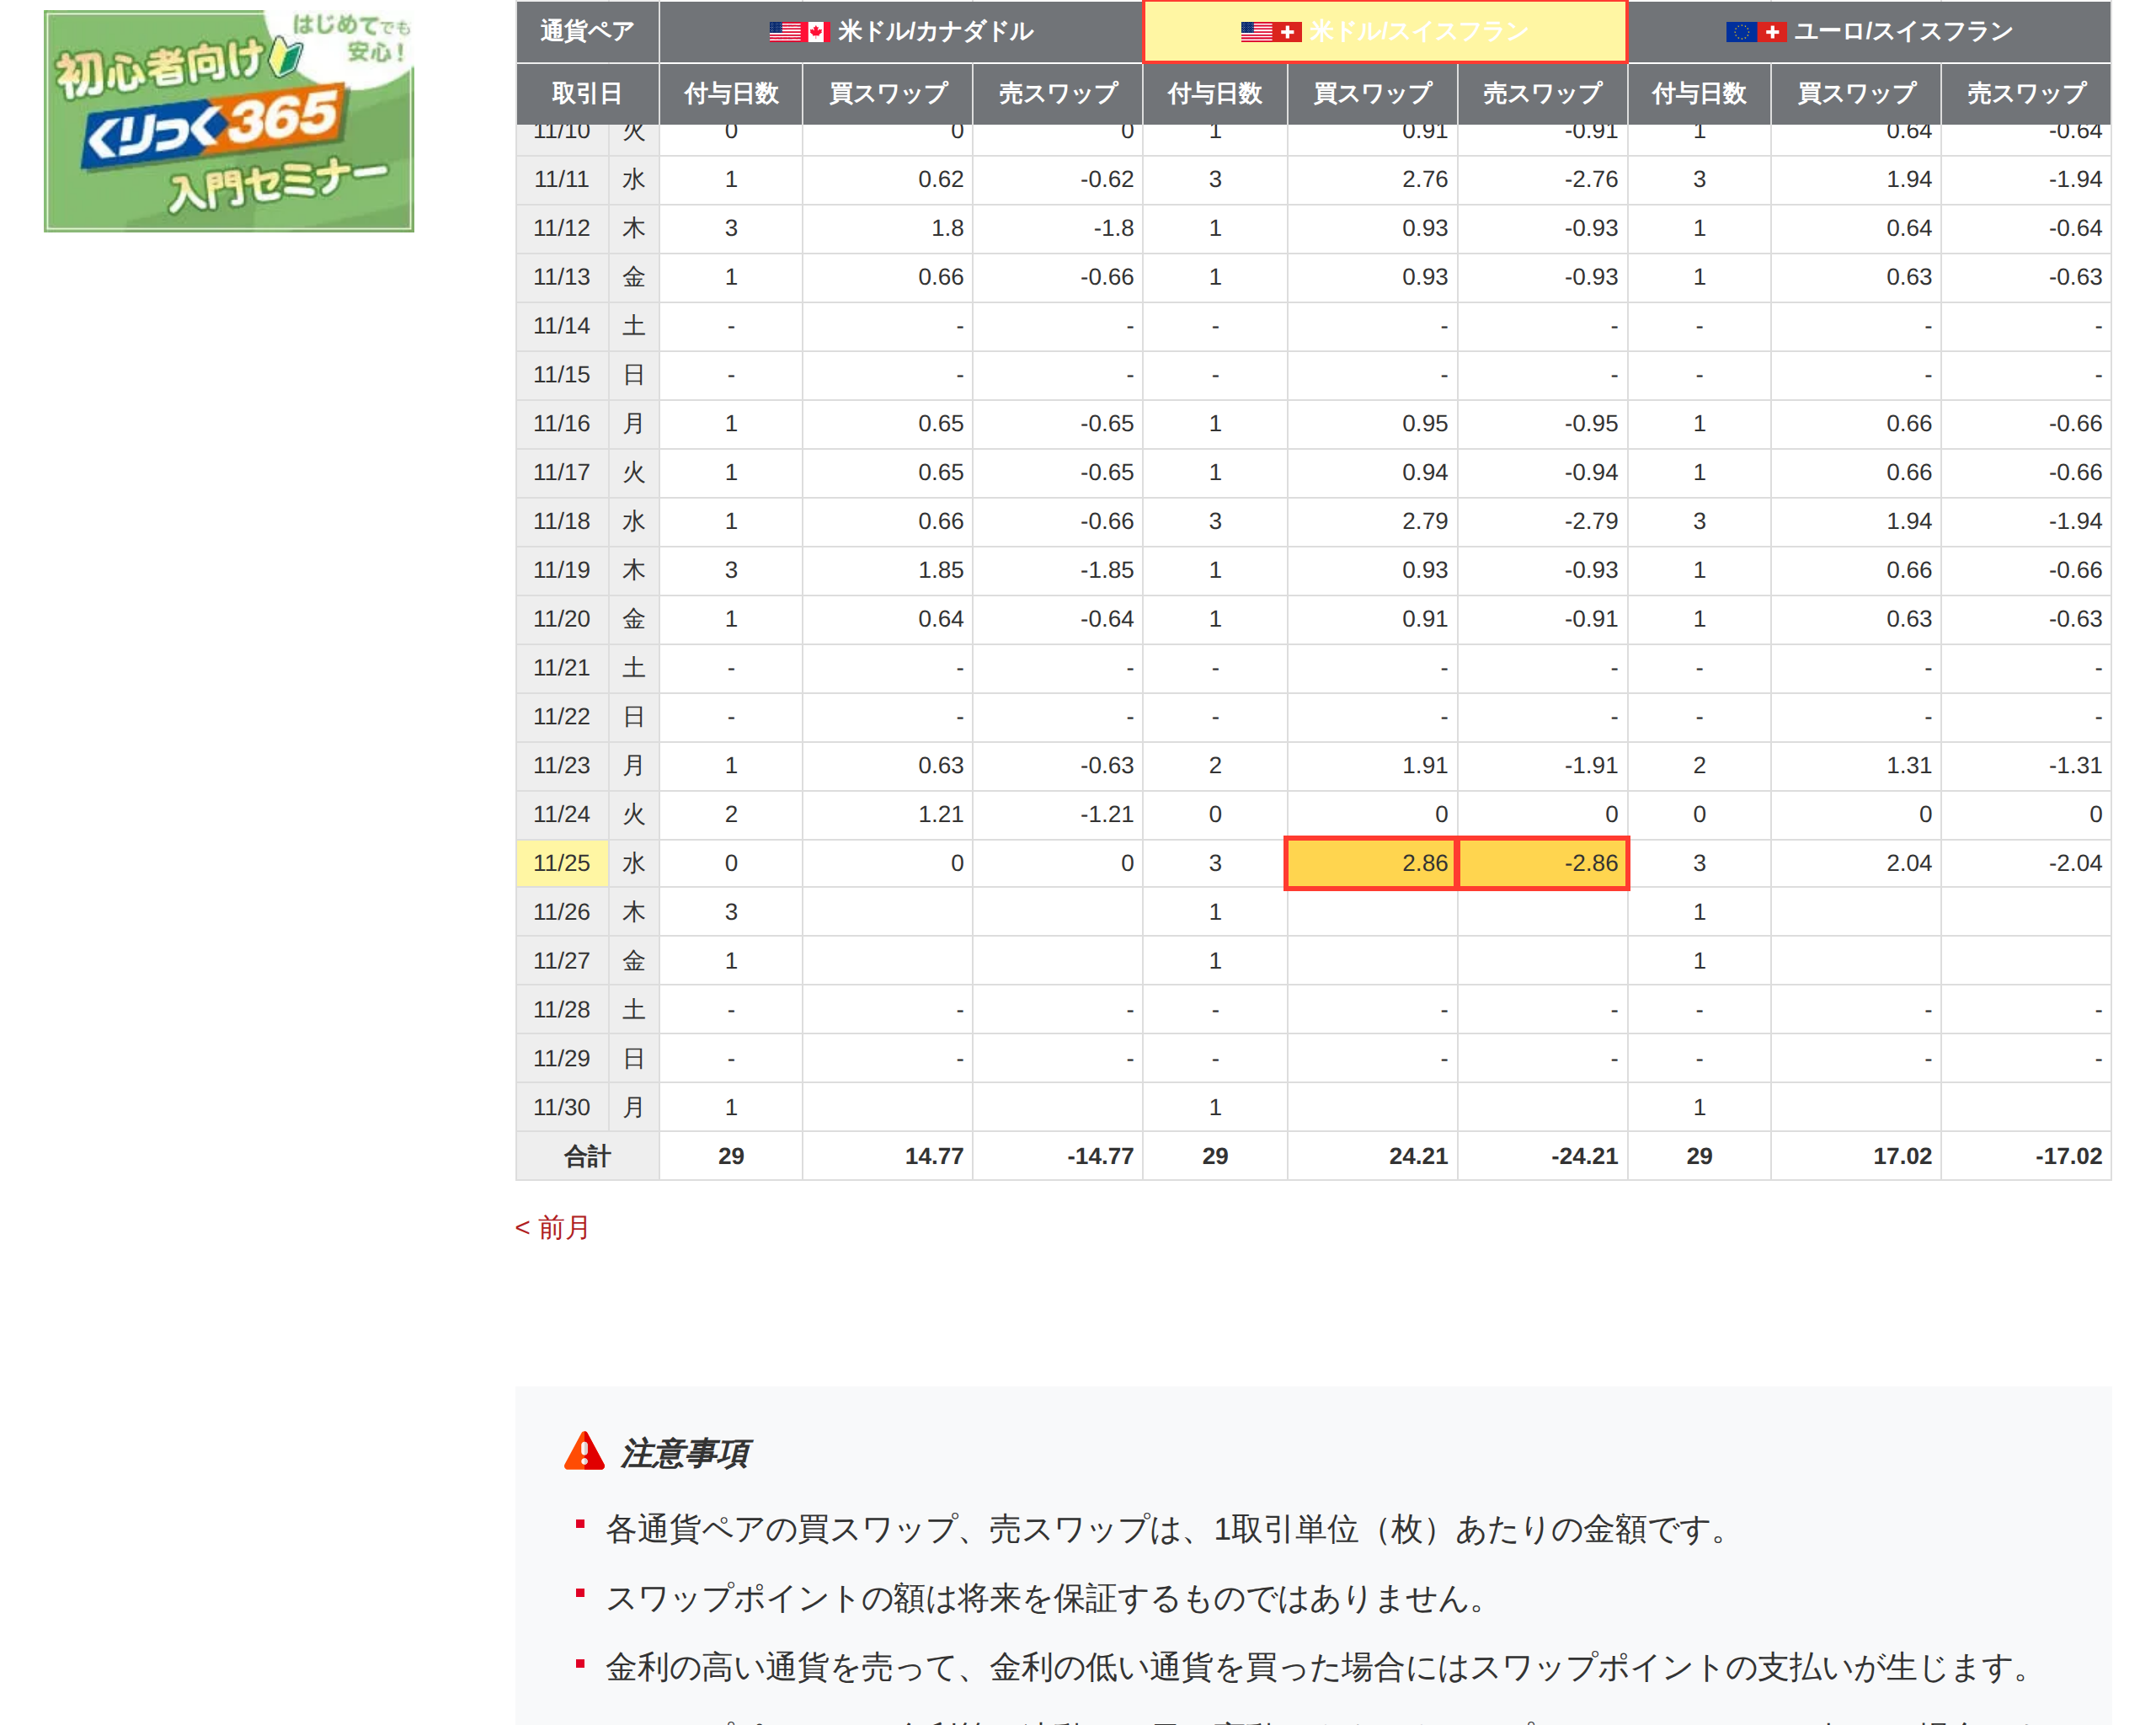 はじめてでも
安心！
初心者向け
くりっく365
入門セミナー
通貨ペア 米ドル/カナダドル 米ドル/スイスフラン ユーロ/スイスフラン
取引日 付与日数 買スワップ 売スワップ 付与日数 買スワップ 売スワップ 付与日数 買スワップ 売スワップ
11/10 火 0 0 0 1 0.91 -0.91 1 0.64 -0.64
11/11 水 1 0.62 -0.62 3 2.76 -2.76 3 1.94 -1.94
11/12 木 3 1.8 -1.8 1 0.93 -0.93 1 0.64 -0.64
11/13 金 1 0.66 -0.66 1 0.93 -0.93 1 0.63 -0.63
11/14 土 - - - - - - - - -
11/15 日 - - - - - - - - -
11/16 月 1 0.65 -0.65 1 0.95 -0.95 1 0.66 -0.66
11/17 火 1 0.65 -0.65 1 0.94 -0.94 1 0.66 -0.66
11/18 水 1 0.66 -0.66 3 2.79 -2.79 3 1.94 -1.94
11/19 木 3 1.85 -1.85 1 0.93 -0.93 1 0.66 -0.66
11/20 金 1 0.64 -0.64 1 0.91 -0.91 1 0.63 -0.63
11/21 土 - - - - - - - - -
11/22 日 - - - - - - - - -
11/23 月 1 0.63 -0.63 2 1.91 -1.91 2 1.31 -1.31
11/24 火 2 1.21 -1.21 0 0 0 0 0 0
11/25 水 0 0 0 3 2.86 -2.86 3 2.04 -2.04
11/26 木 3 1 1
11/27 金 1 1 1
11/28 土 - - - - - - - - -
11/29 日 - - - - - - - - -
11/30 月 1 1 1
合計 29 14.77 -14.77 29 24.21 -24.21 29 17.02 -17.02
< 前月
注意事項
各通貨ペアの買スワップ、売スワップは、1取引単位（枚）あたりの金額です。
スワップポイントの額は将来を保証するものではありません。
金利の高い通貨を売って、金利の低い通貨を買った場合にはスワップポイントの支払いが生じます。